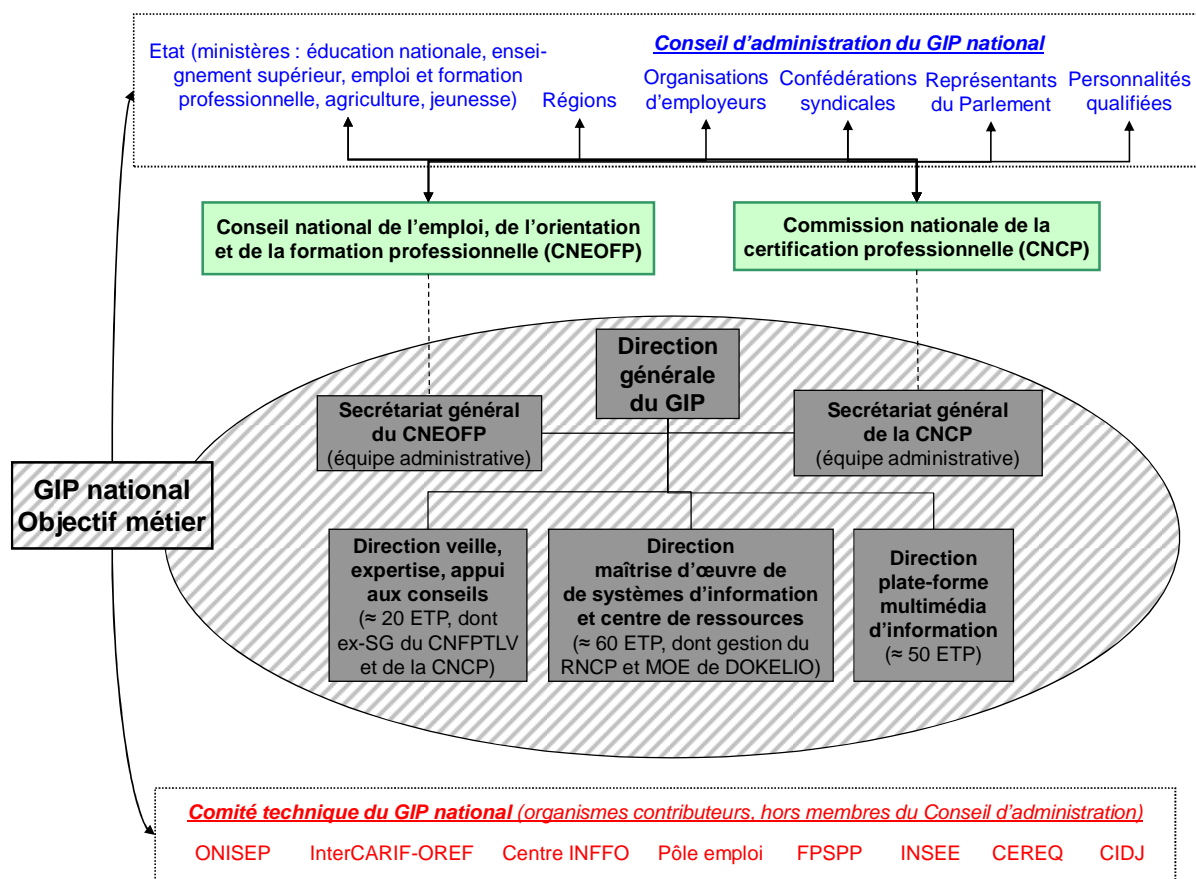 Conseil d'administration du GIP national
Etat (ministères : éducation nationale, ensei-
gnement supérieur, emploi et formation
professionnelle, agriculture, jeunesse)
Régions
Organisations
d'employeurs
Confédérations
syndicales
Représentants
du Parlement
Personnalités
qualifiées
Conseil national de l'emploi, de l'orientation
et de la formation professionnelle (CNEOFP)
Commission nationale de la
certification professionnelle (CNCP)
Direction
générale
du GIP
Secrétariat général
du CNEOFP
(équipe administrative)
Secrétariat général
de la CNCP
(équipe administrative)
GIP national
Objectif métier
Direction veille,
expertise, appui
aux conseils
(≈ 20 ETP, dont
ex-SG du CNFPTLV
et de la CNCP)
Direction
maîtrise d'œuvre de
de systèmes d'information
et centre de ressources
(≈ 60 ETP, dont gestion du
RNCP et MOE de DOKELIO)
Direction
plate-forme
multimédia
d'information
(≈ 50 ETP)
Comité technique du GIP national (organismes contributeurs, hors membres du Conseil d'administration)
ONISEP InterCARIF-OREF Centre INFFO Pôle emploi FPSPP INSEE CEREQ CIDJ